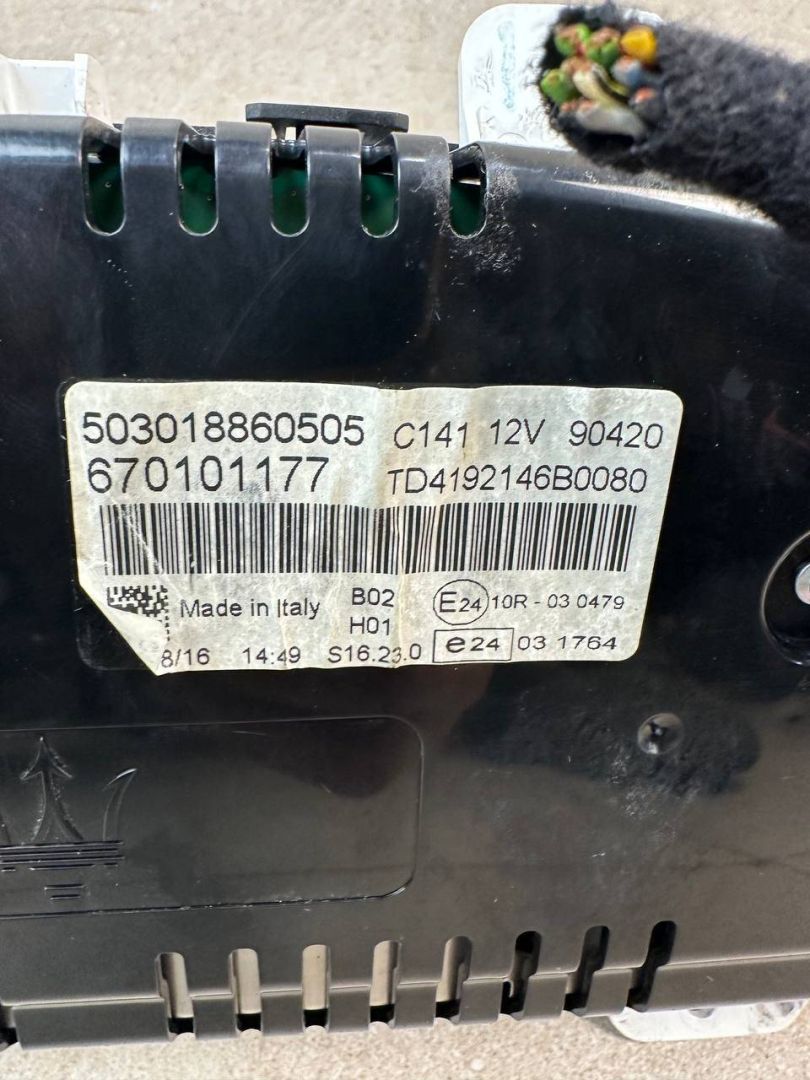 503018860505 C141 12V 90420
670101177 TD4192146B0080
Made in Italy B02 E24 10R - 03 0479
H01
8/16 14:49 S16.23.0 e24 03 1764